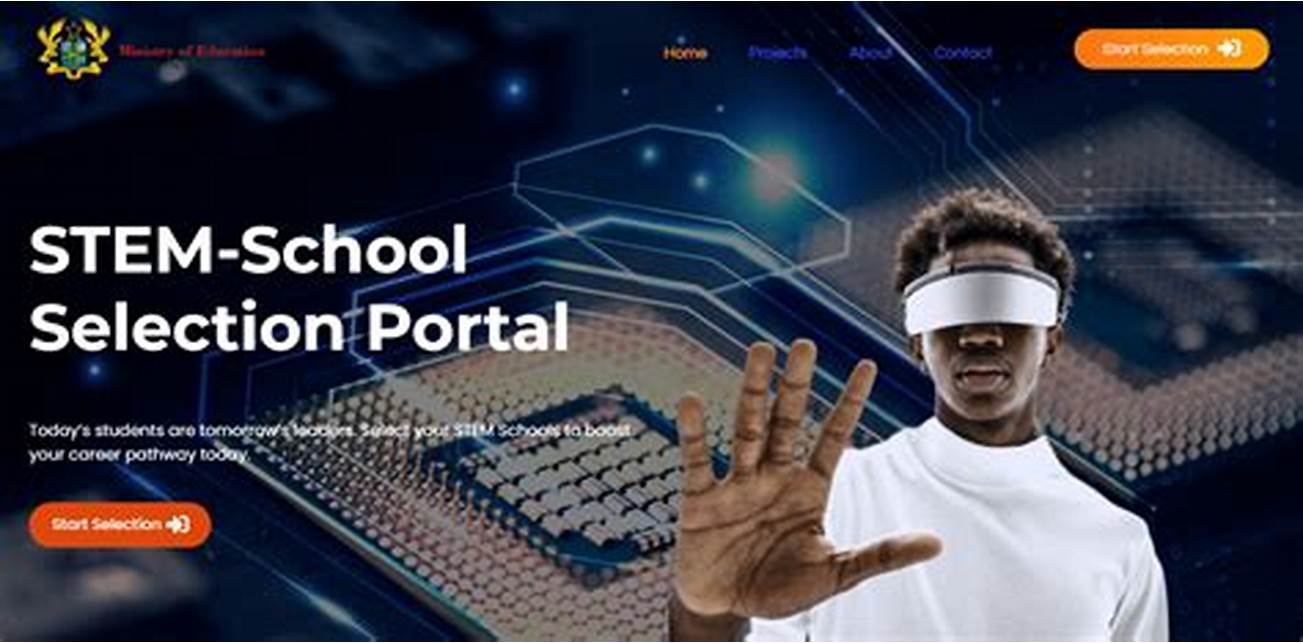 Ministry of Education
Home Projects About Contact
Start Selection
STEM-School
Selection Portal
Today's students are tomorrow's leaders. Select your STEM Schools to boost
your career pathway today.
Start Selection